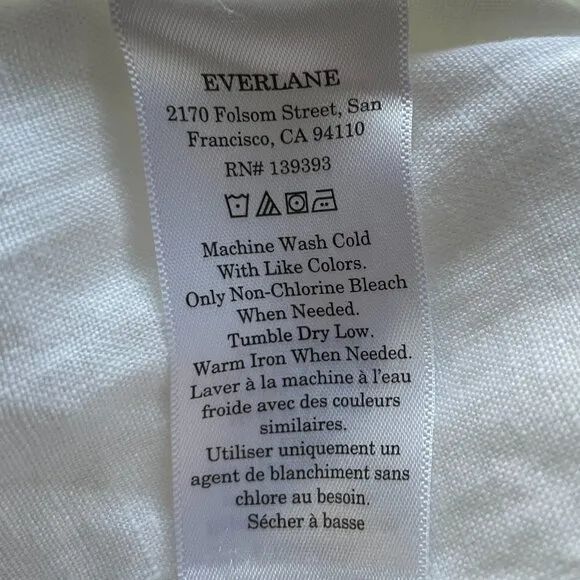 EVERLANE
2170 Folsom Street, San
Francisco, CA 94110
RN# 139393
Machine Wash Cold
With Like Colors.
Only Non-Chlorine Bleach
When Needed.
Tumble Dry Low.
Warm Iron When Needed.
Laver à la machine à l'eau
froide avec des couleurs
similaires.
Utiliser uniquement un
agent de blanchiment sans
chlore au besoin.
Sécher à basse